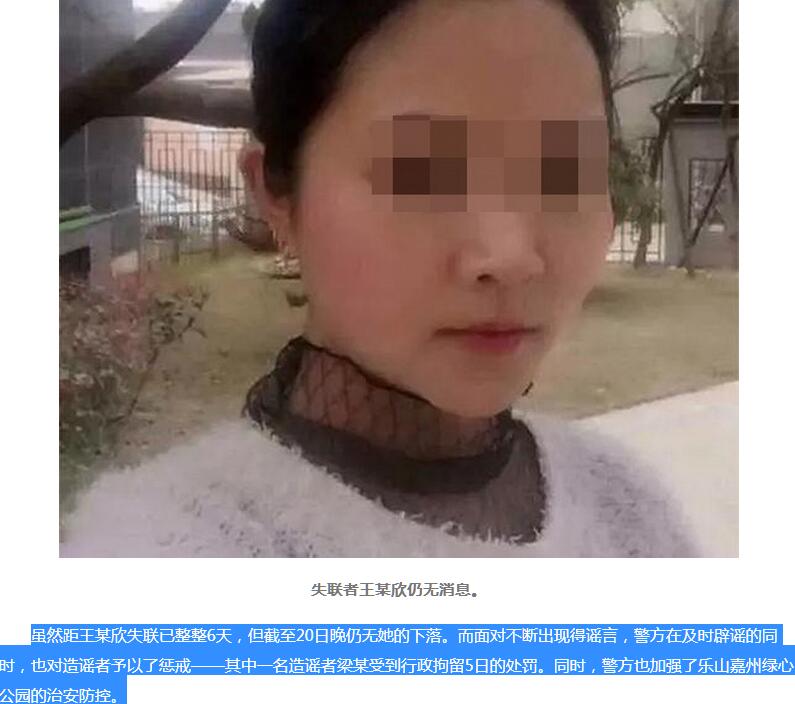 失联者王某欣仍无消息。
虽然距王某欣失联已整整6天，但截至20日晚仍无她的下落。而面对不断出现得谣言，警方在及时辟谣的同
时，也对造谣者予以了惩戒——其中一名造谣者梁某受到行政拘留5日的处罚。同时，警方也加强了乐山嘉州绿心
公园的治安防控。